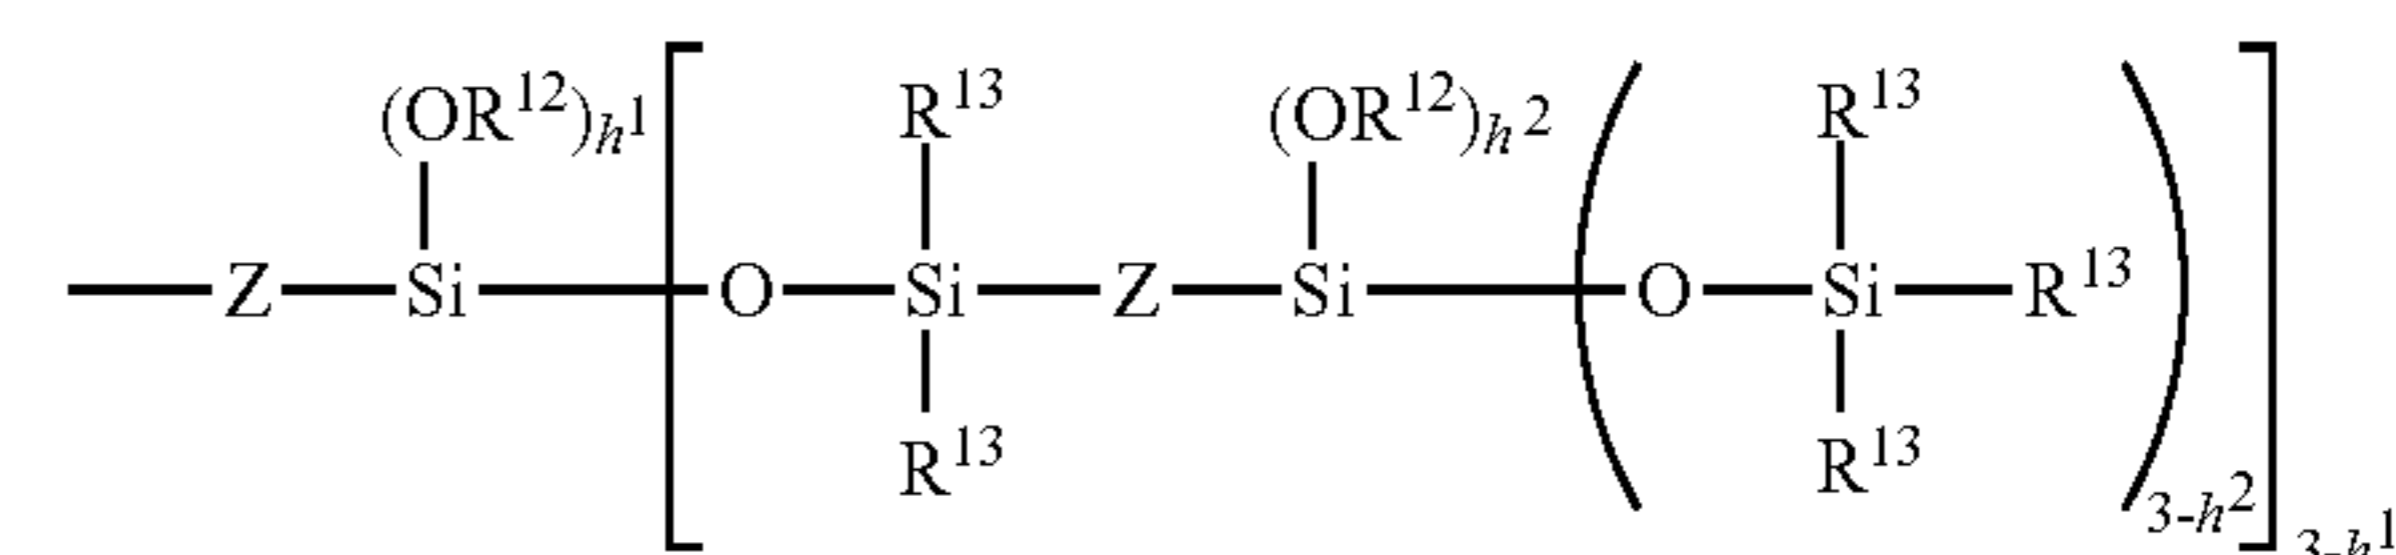 (OR¹²)ₕ¹ R¹³ (OR¹²)ₕ² R¹³
Z Si O Si Z Si O Si R¹³
R¹³ R¹³ 3-h²
3-h¹